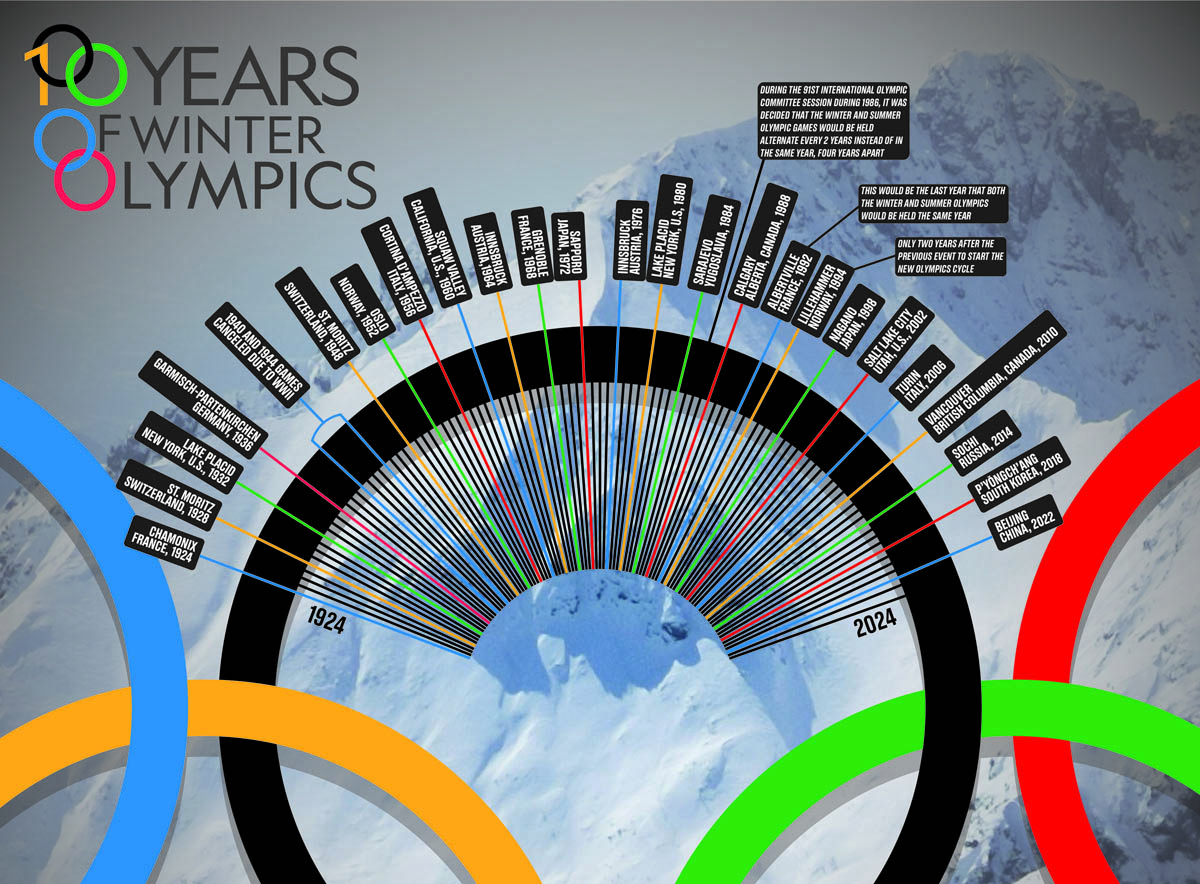 100 YEARS
OF WINTER
OLYMPICS
CHAMONIX
FRANCE, 1924
ST. MORITZ
SWITZERLAND, 1928
LAKE PLACID
NEW YORK, U.S., 1932
GARMISCH-PARTENKIRCHEN
GERMANY, 1936
1940 AND 1944 GAMES
CANCELED DUE TO WWII
ST. MORITZ
SWITZERLAND, 1948
OSLO
NORWAY, 1952
CORTINA D'AMPEZZO
ITALY, 1956
SQUW VALLEY
CALIFORNIA, U.S., 1960
INNSBRUCK
AUSTRIA, 1964
GRENOBLE
FRANCE, 1968
SAPPORO
JAPAN, 1972
INNSBRUCK
AUSTRIA, 1976
LAKE PLACID
NEW YORK, U.S, 1980
SARAJEVO
YUGOSLAVIA, 1984
DURING THE 91ST INTERNATIONAL OLYMPIC
COMMITTEE SESSION DURING 1986, IT WAS
DECIDED THAT THE WINTER AND SUMMER
OLYMPIC GAMES WOULD BE HELD
ALTERNATE EVERY 2 YEARS INSTEAD OF IN
THE SAME YEAR, FOUR YEARS APART
CALGARY
ALBERTA, CANADA, 1988
ALBERTVILLE
FRANCE, 1992
THIS WOULD BE THE LAST YEAR THAT BOTH
THE WINTER AND SUMMER OLYMPICS
WOULD BE HELD THE SAME YEAR
LILLEHAMMER
NORWAY, 1994
ONLY TWO YEARS AFTER THE
PREVIOUS EVENT TO START THE
NEW OLYMPICS CYCLE
NAGANO
JAPAN, 1998
SALT LAKE CITY
UTAH, U.S., 2002
TURIN
ITALY, 2006
VANCOUVER
BRITISH COLUMBIA, CANADA, 2010
SOCHI
RUSSIA, 2014
P'YONGCH'ANG
SOUTH KOREA, 2018
BEIJING
CHINA, 2022
1924
2024